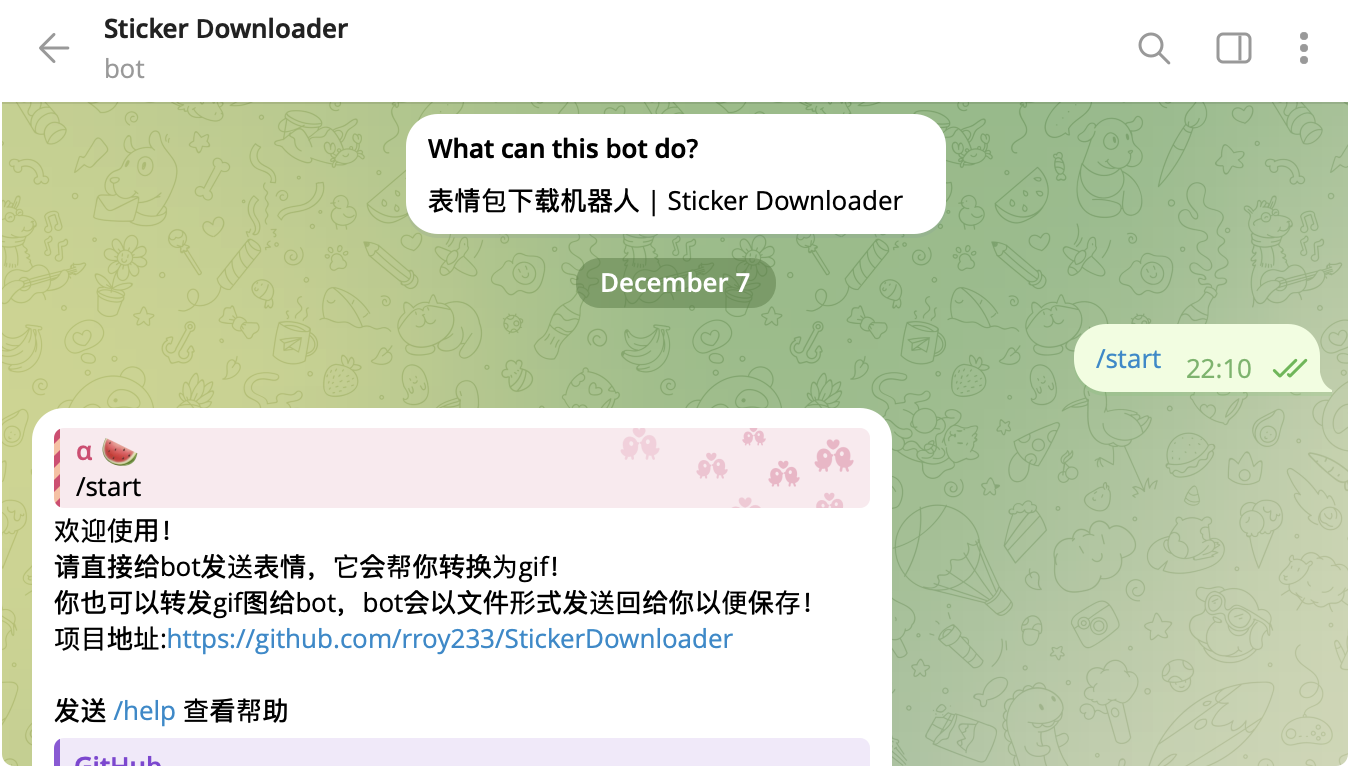 Sticker Downloader
bot
What can this bot do?
表情包下载机器人 | Sticker Downloader
December 7
/start 22:10
α 🍉
/start
欢迎使用！
请直接给bot发送表情，它会帮你转换为gif！
你也可以转发gif图给bot，bot会以文件形式发送回给你以便保存！
项目地址:https://github.com/rroy233/StickerDownloader
发送 /help 查看帮助
GitHub